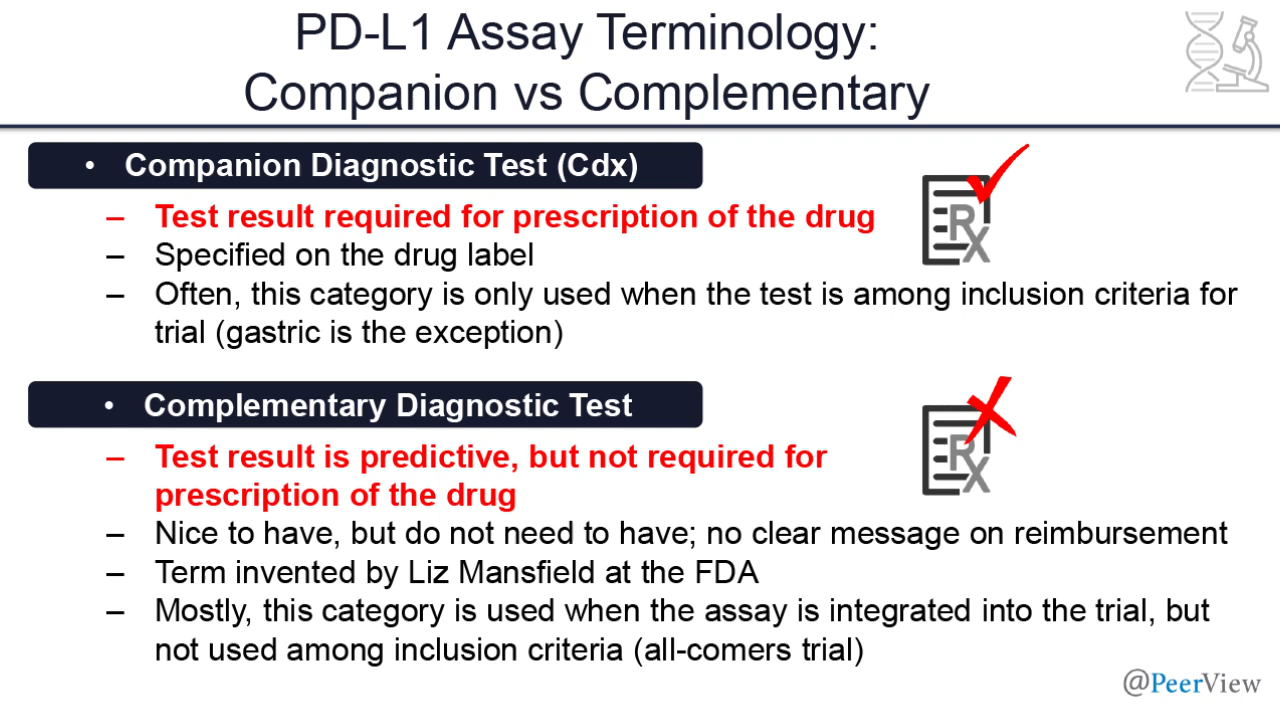 PD-L1 Assay Terminology:
Companion vs Complementary
• Companion Diagnostic Test (Cdx)
– Test result required for prescription of the drug
– Specified on the drug label
– Often, this category is only used when the test is among inclusion criteria for
trial (gastric is the exception)
Rx
• Complementary Diagnostic Test
– Test result is predictive, but not required for
prescription of the drug
– Nice to have, but do not need to have; no clear message on reimbursement
– Term invented by Liz Mansfield at the FDA
– Mostly, this category is used when the assay is integrated into the trial, but
not used among inclusion criteria (all-comers trial)
Rx
@PeerView